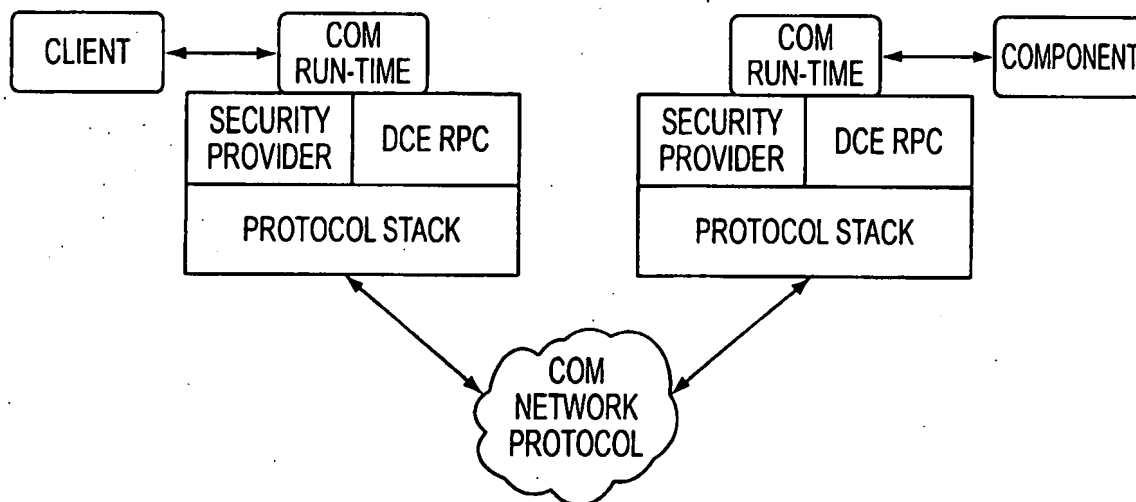 CLIENT
COM
RUN-TIME
SECURITY
PROVIDER
DCE RPC
PROTOCOL STACK
COM
RUN-TIME
COMPONENT
SECURITY
PROVIDER
DCE RPC
PROTOCOL STACK
COM
NETWORK
PROTOCOL